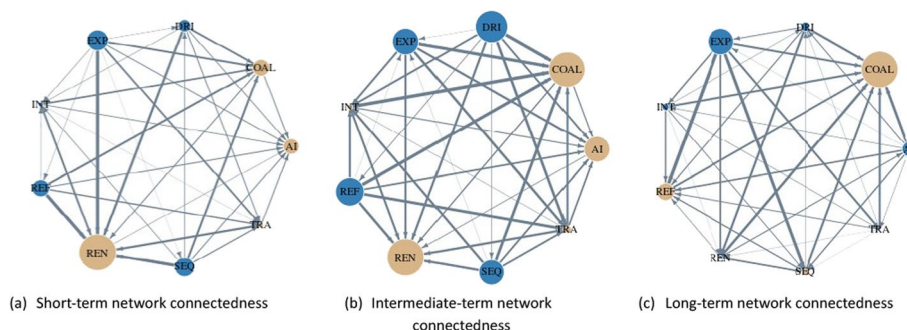 DRI
EXP
COAL
INT
AI
REF
TRA
REN
SEQ
(a) Short-term network connectedness
DRI
EXP
COAL
INT
AI
REF
TRA
REN
SEQ
(b) Intermediate-term network
connectedness
DRI
EXP
COAL
INT
REF
TRA
REN
SEQ
(c) Long-term network connectedness